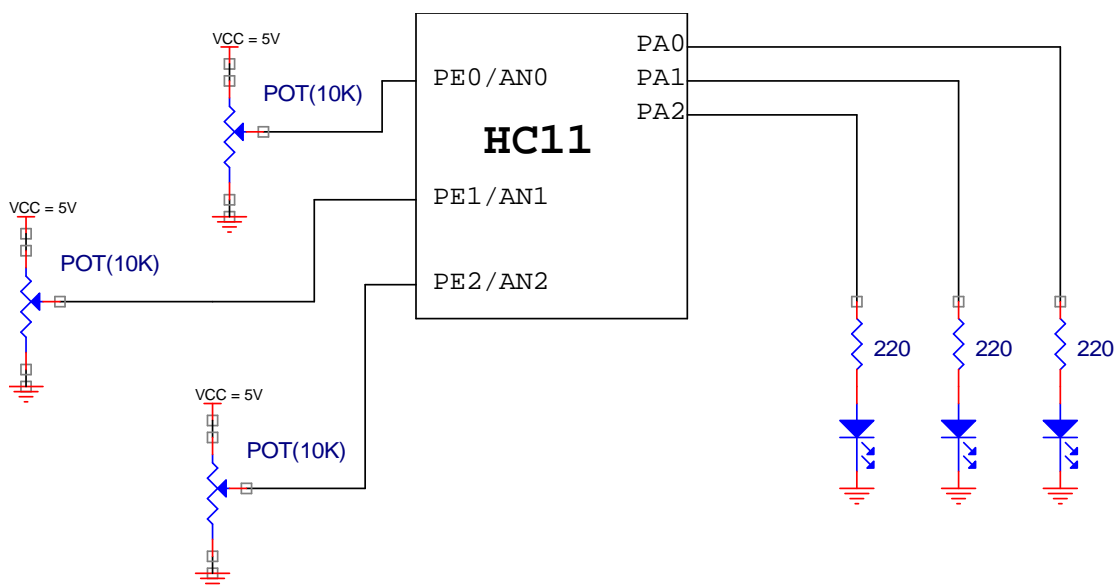 VCC = 5V
POT(10K)
PE0/AN0
PA0
PA1
PA2
HC11
VCC = 5V
POT(10K)
PE1/AN1
PE2/AN2
VCC = 5V
POT(10K)
220
220
220